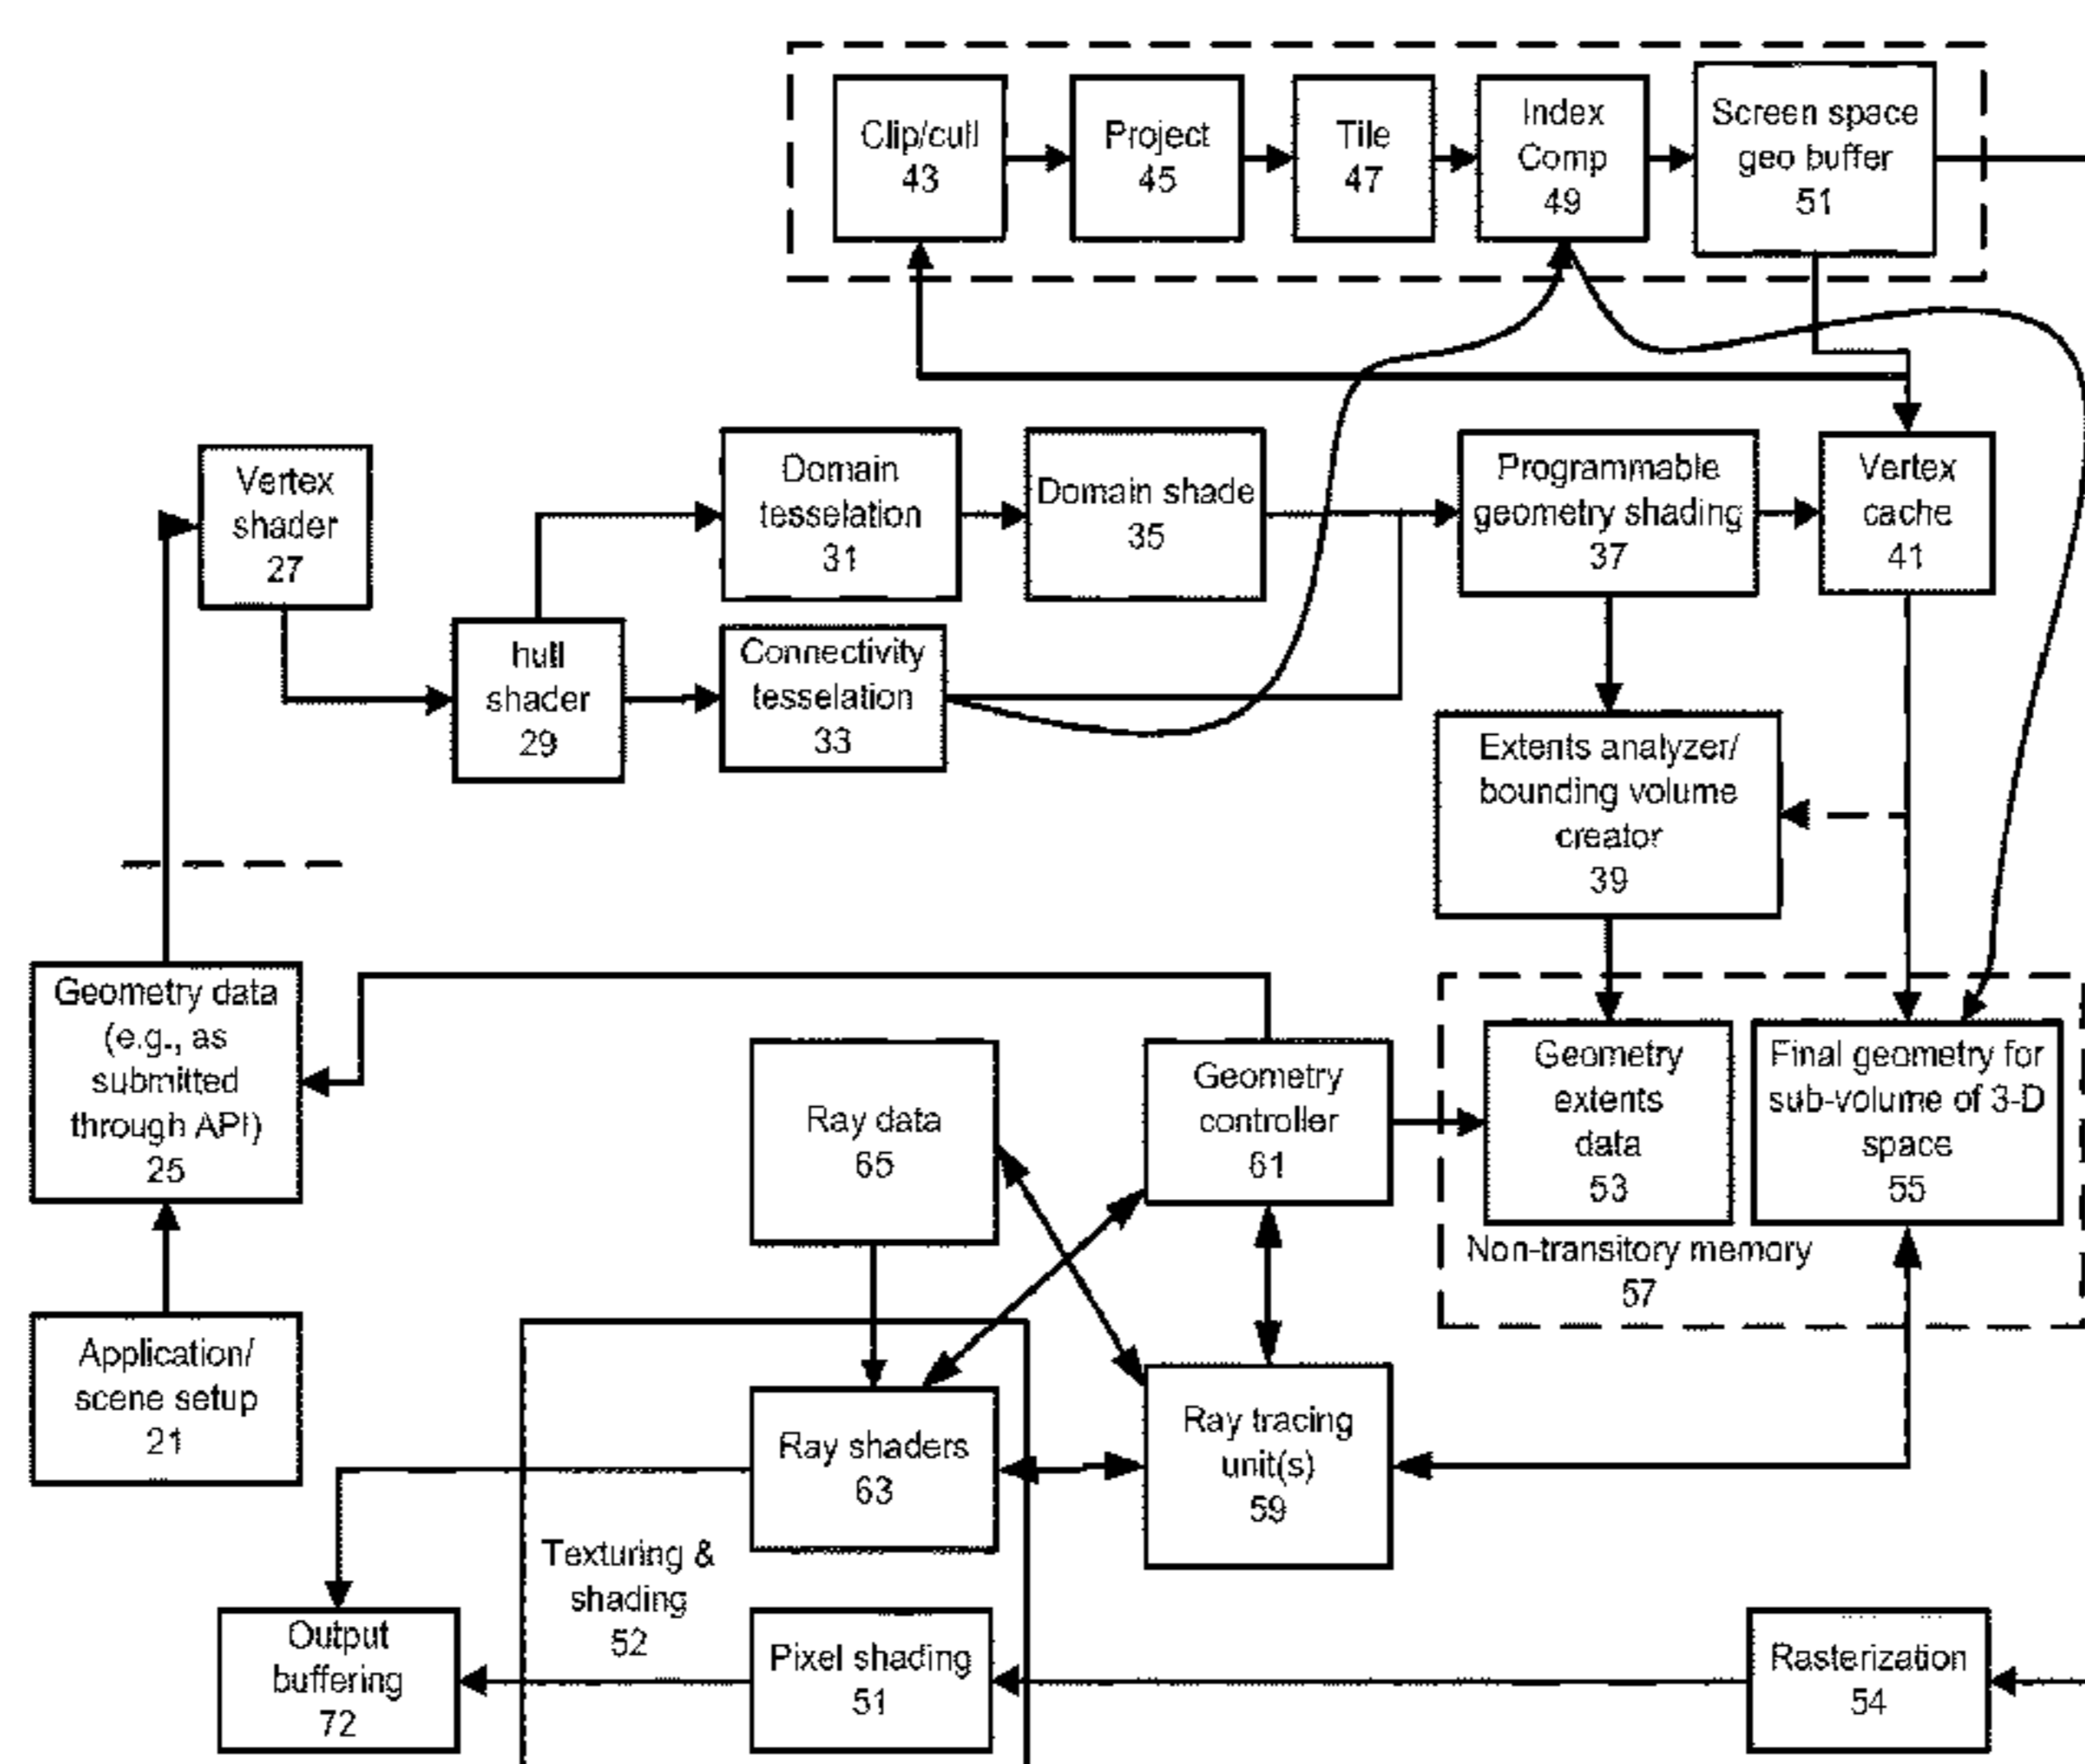 Clip/cull
43
Project
45
Tile
47
Index
Comp
49
Screen space
geo buffer
51
Vertex
shader
27
Domain
tesselation
31
Domain shade
35
Programmable
geometry shading
37
Vertex
cache
41
hull
shader
29
Connectivity
tesselation
33
Extents analyzer/
bounding volume
creator
39
Geometry data
(e.g., as
submitted
through API)
25
Ray data
65
Geometry
controller
61
Geometry
extents
data
53
Final geometry for
sub-volume of 3-D
space
55
Non-transitory memory
57
Application/
scene setup
21
Ray shaders
63
Ray tracing
unit(s)
59
Texturing &
shading
52
Output
buffering
72
Pixel shading
51
Rasterization
54